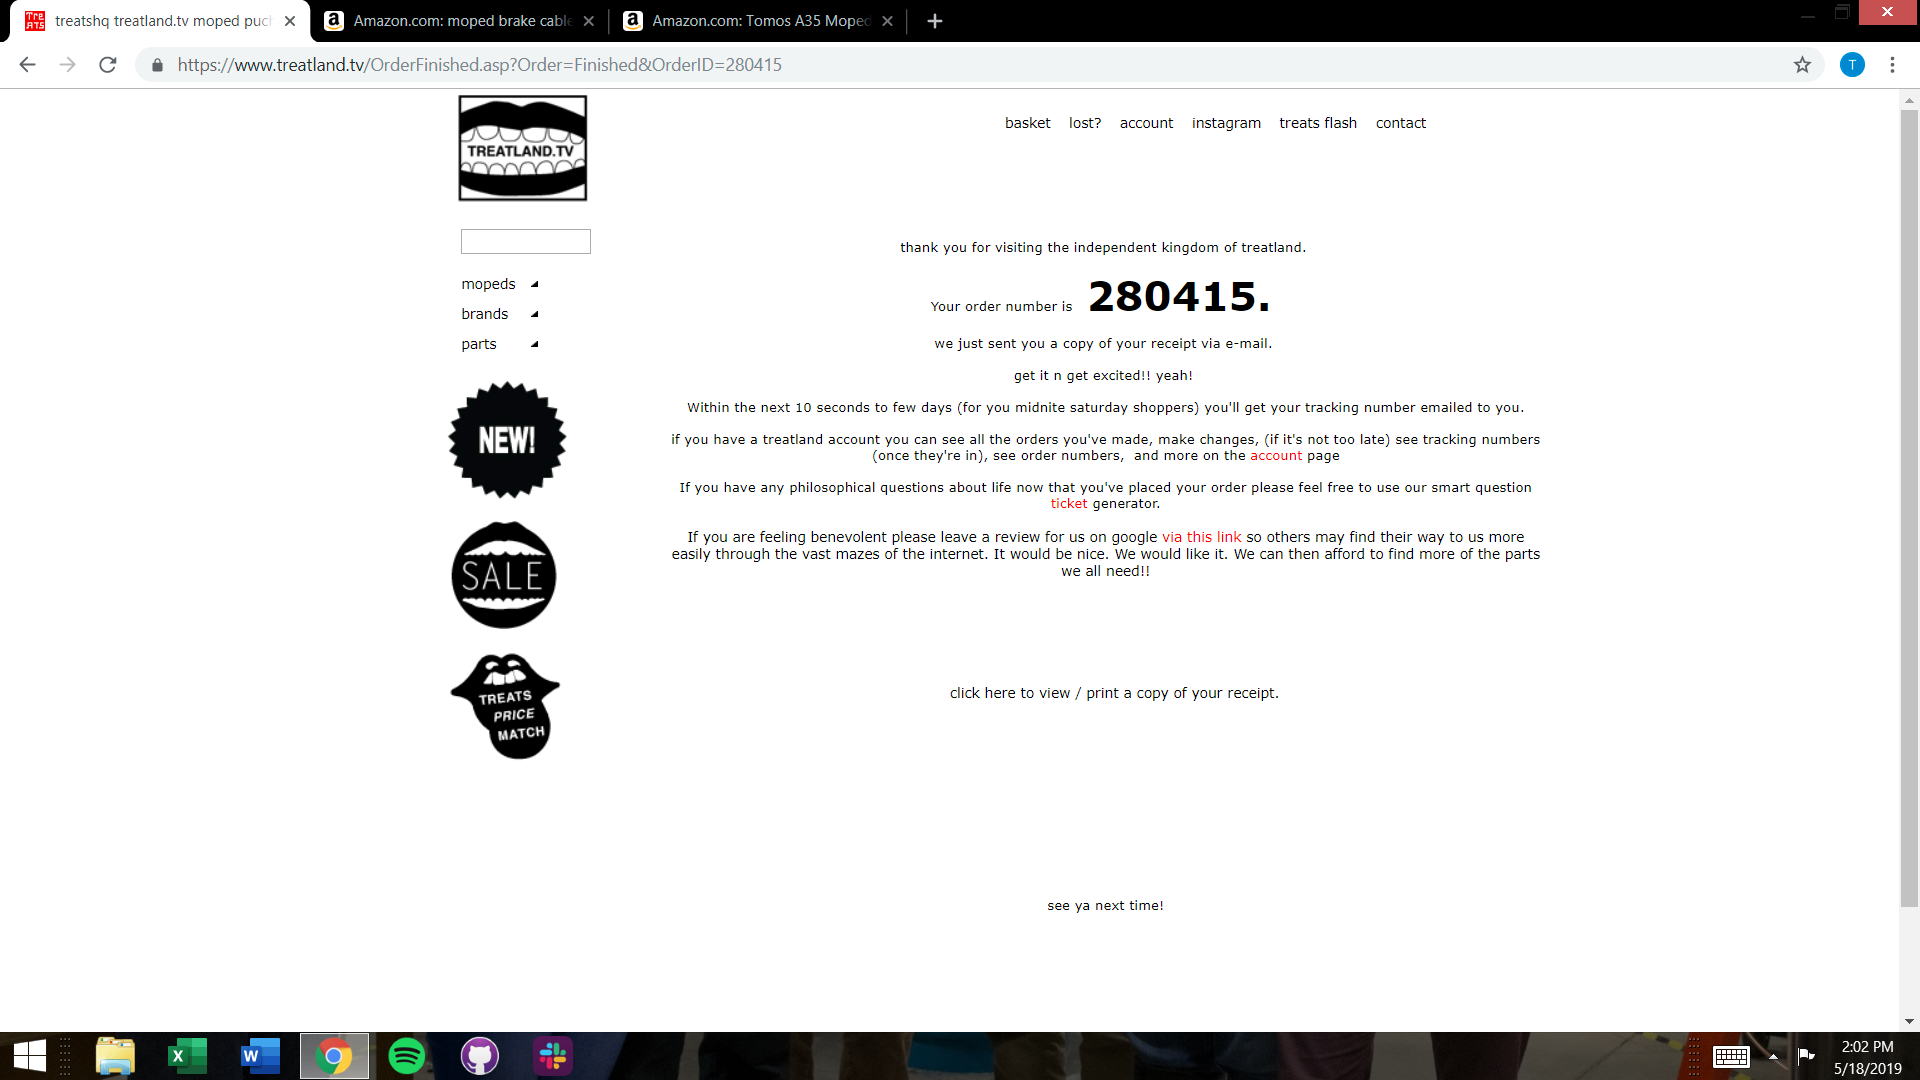 treatshq treatland.tv moped puch
Amazon.com: moped brake cable
Amazon.com: Tomos A35 Moped
https://www.treatland.tv/OrderFinished.asp?Order=Finished&OrderID=280415
T
TREATLAND.TV
basket lost? account instagram treats flash contact
mopeds
brands
parts
NEW!
SALE
TREATS
PRICE
MATCH
thank you for visiting the independent kingdom of treatland.
Your order number is 280415.
we just sent you a copy of your receipt via e-mail.
get it n get excited!! yeah!
Within the next 10 seconds to few days (for you midnite saturday shoppers) you'll get your tracking number emailed to you.
if you have a treatland account you can see all the orders you've made, make changes, (if it's not too late) see tracking numbers
(once they're in), see order numbers, and more on the account page
If you have any philosophical questions about life now that you've placed your order please feel free to use our smart question
ticket generator.
If you are feeling benevolent please leave a review for us on google via this link so others may find their way to us more
easily through the vast mazes of the internet. It would be nice. We would like it. We can then afford to find more of the parts
we all need!!
click here to view / print a copy of your receipt.
see ya next time!
2:02 PM
5/18/2019